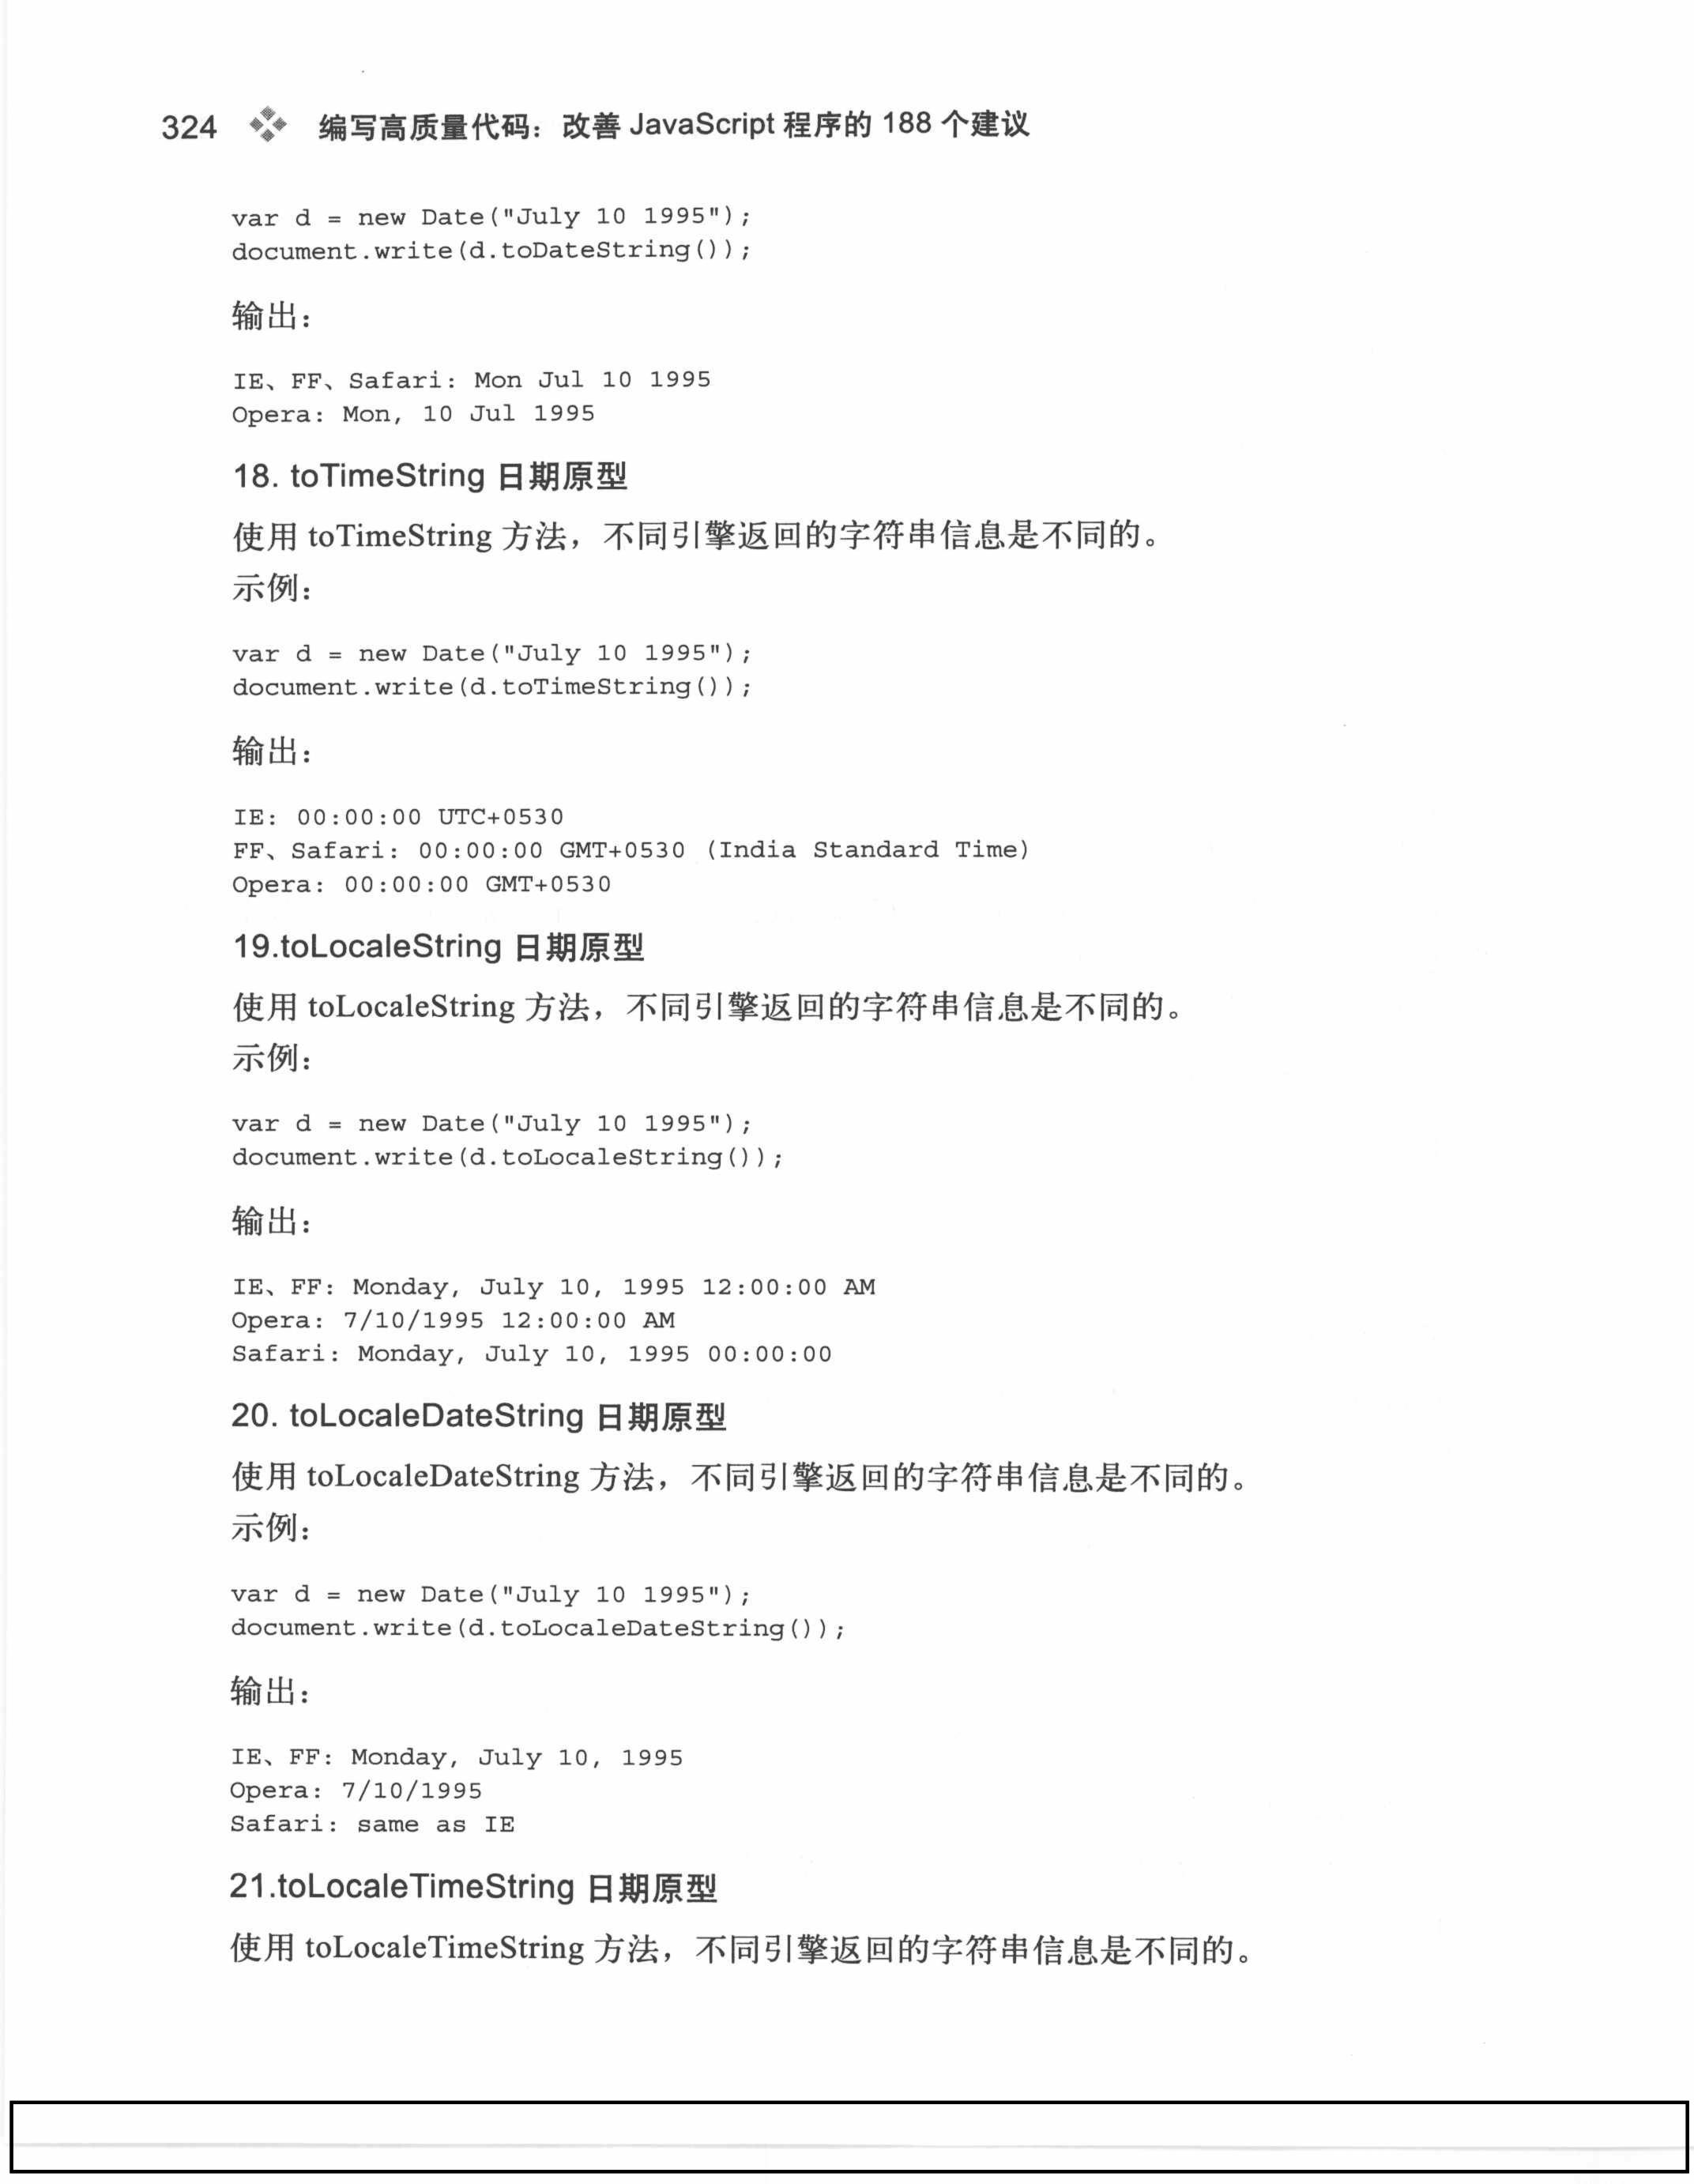 324 编写高质量代码：改善 JavaScript 程序的 188 个建议
var d = new Date("July 10 1995");
document.write(d.toDateString());
输出：
IE、FF、Safari: Mon Jul 10 1995
Opera: Mon, 10 Jul 1995
18. toTimeString 日期原型
使用 toTimeString 方法，不同引擎返回的字符串信息是不同的。
示例：
var d = new Date("July 10 1995");
document.write(d.toTimeString());
输出：
IE: 00:00:00 UTC+0530
FF、Safari: 00:00:00 GMT+0530 (India Standard Time)
Opera: 00:00:00 GMT+0530
19.toLocaleString 日期原型
使用 toLocaleString 方法，不同引擎返回的字符串信息是不同的。
示例：
var d = new Date("July 10 1995");
document.write(d.toLocaleString());
输出：
IE、FF: Monday, July 10, 1995 12:00:00 AM
Opera: 7/10/1995 12:00:00 AM
Safari: Monday, July 10, 1995 00:00:00
20. toLocaleDateString 日期原型
使用 toLocaleDateString 方法，不同引擎返回的字符串信息是不同的。
示例：
var d = new Date("July 10 1995");
document.write(d.toLocaleDateString());
输出：
IE、FF: Monday, July 10, 1995
Opera: 7/10/1995
Safari: same as IE
21.toLocaleTimeString 日期原型
使用 toLocaleTimeString 方法，不同引擎返回的字符串信息是不同的。